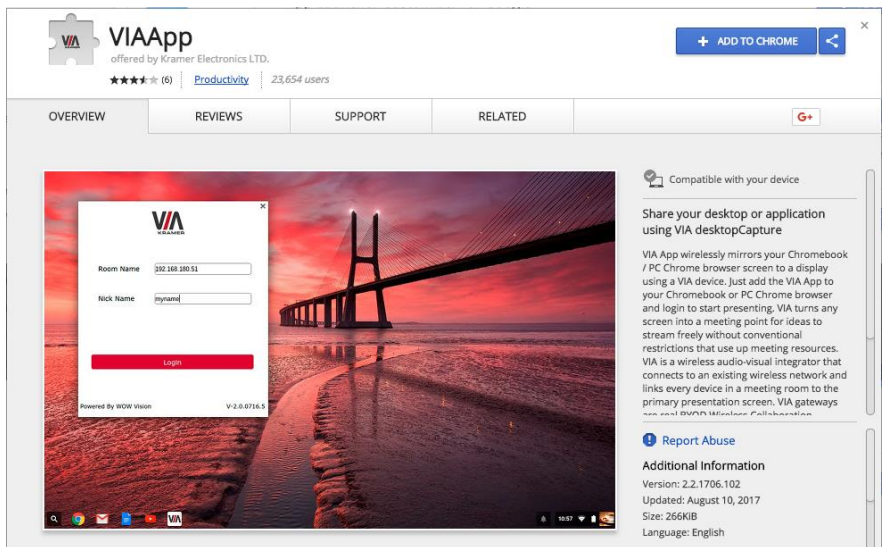 VIA
VIAApp
offered by Kramer Electronics LTD.
(6) Productivity 23,654 users
+ ADD TO CHROME
×
OVERVIEW REVIEWS SUPPORT RELATED
G+
VIA
KRAMER
×
Room Name 192.168.180.51
Nick Name myname
Login
Powered By WOW Vision V-2.0.0716.5
VIA
10:57
Compatible with your device
Share your desktop or application
using VIA desktopCapture
VIA App wirelessly mirrors your Chromebook
/ PC Chrome browser screen to a display
using a VIA device. Just add the VIA App to
your Chromebook or PC Chrome browser
and login to start presenting. VIA turns any
screen into a meeting point for ideas to
stream freely without conventional
restrictions that use up meeting resources.
VIA is a wireless audio-visual integrator that
connects to an existing wireless network and
links every device in a meeting room to the
primary presentation screen. VIA gateways
are real BYOD Wireless Collaboration
Report Abuse
Additional Information
Version: 2.2.1706.102
Updated: August 10, 2017
Size: 266KiB
Language: English